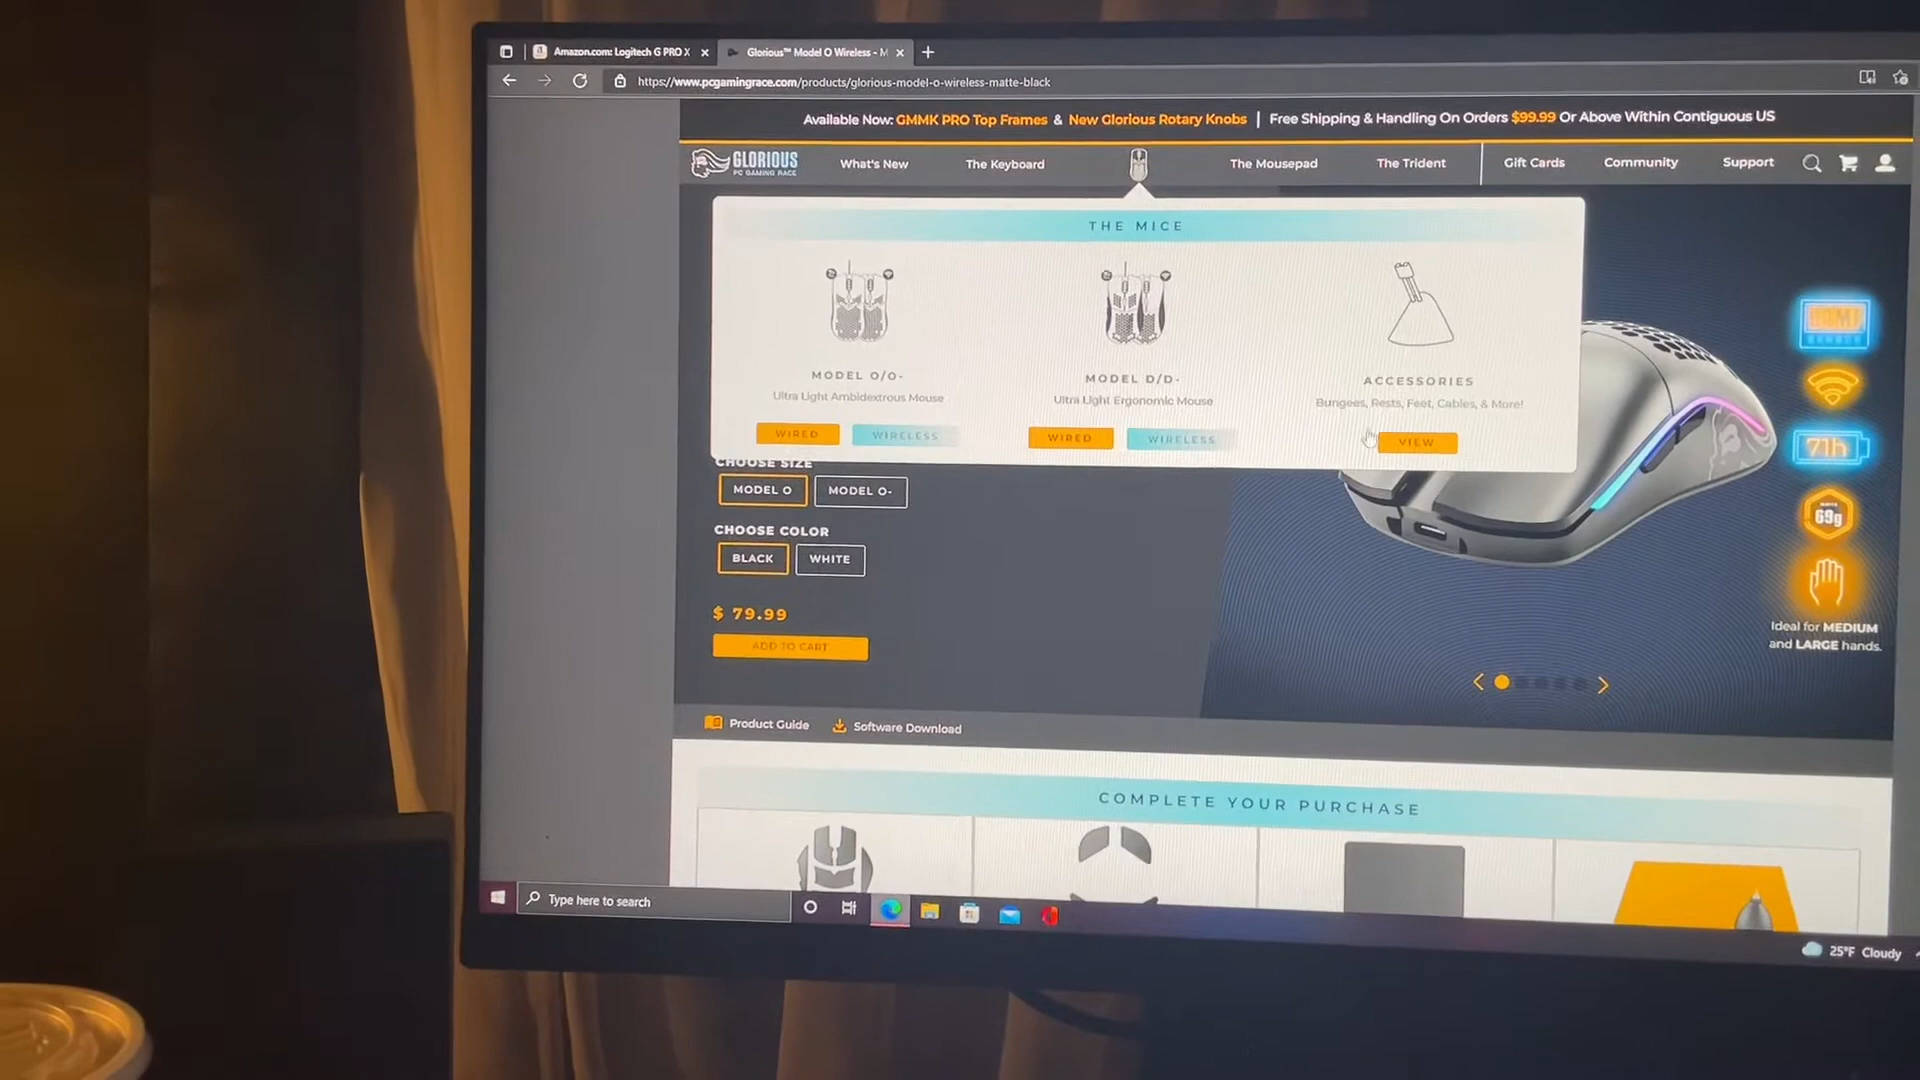 Amazon.com: Logitech G PRO X
Glorious™ Model O Wireless - M
https://www.pcgamingrace.com/products/glorious-model-o-wireless-matte-black
Available Now: GMMK PRO Top Frames & New Glorious Rotary Knobs | Free Shipping & Handling On Orders $99.99 Or Above Within Contiguous US
GLORIOUS
PC GAMING RACE
What's New
The Keyboard
The Mousepad
The Trident
Gift Cards
Community
Support
THE MICE
MODEL O/O-
Ultra Light Ambidextrous Mouse
WIRED
WIRELESS
MODEL D/D-
Ultra Light Ergonomic Mouse
WIRED
WIRELESS
ACCESSORIES
Bungees, Rests, Feet, Cables, & More!
VIEW
CHOOSE SIZE
MODEL O
MODEL O-
CHOOSE COLOR
BLACK
WHITE
$ 79.99
ADD TO CART
71h
69g
Ideal for MEDIUM
and LARGE hands.
Product Guide
Software Download
COMPLETE YOUR PURCHASE
Type here to search
25°F Cloudy